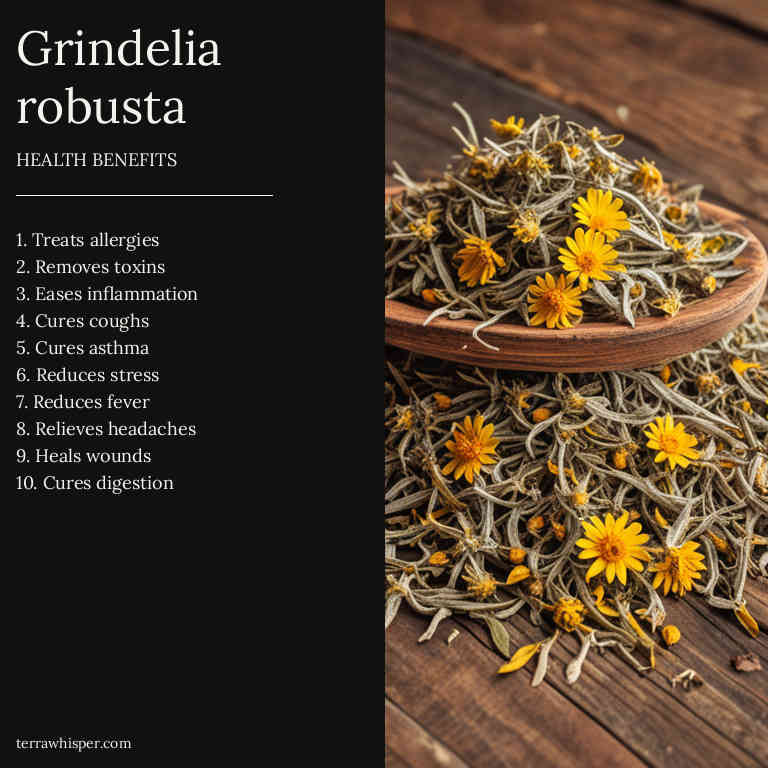 Grindelia
robusta
HEALTH BENEFITS
1. Treats allergies
2. Removes toxins
3. Eases inflammation
4. Cures coughs
5. Cures asthma
6. Reduces stress
7. Reduces fever
8. Relieves headaches
9. Heals wounds
10. Cures digestion
terrawhisper.com